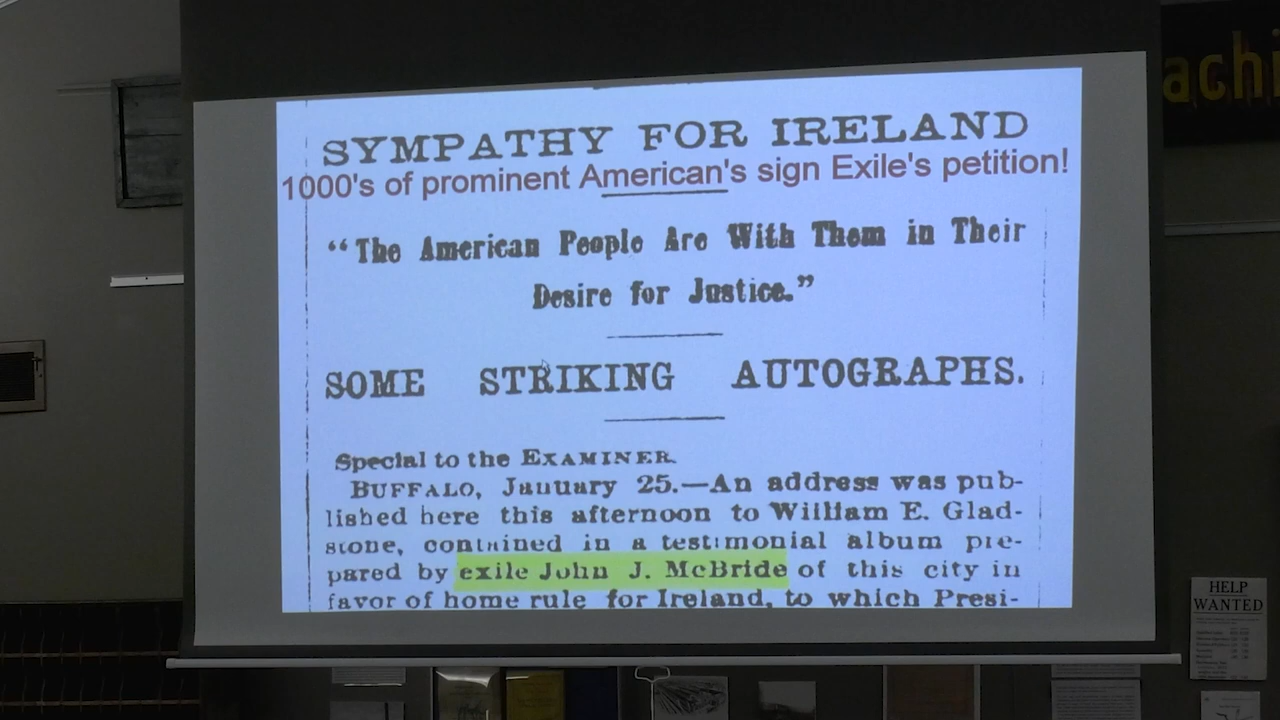 achi
SYMPATHY FOR IRELAND
1000's of prominent American's sign Exile's petition!
“The American People Are With Them in Their
Desire for Justice.”
SOME STRIKING AUTOGRAPHS.
Special to the EXAMINER.
BUFFALO, January 25.—An address was pub-
lished here this afternoon to William E. Glad-
stone, contained in a testimonial album pre-
pared by exile John J. McBride of this city in
favor of home rule for Ireland, to which Presi-
HELP
WANTED